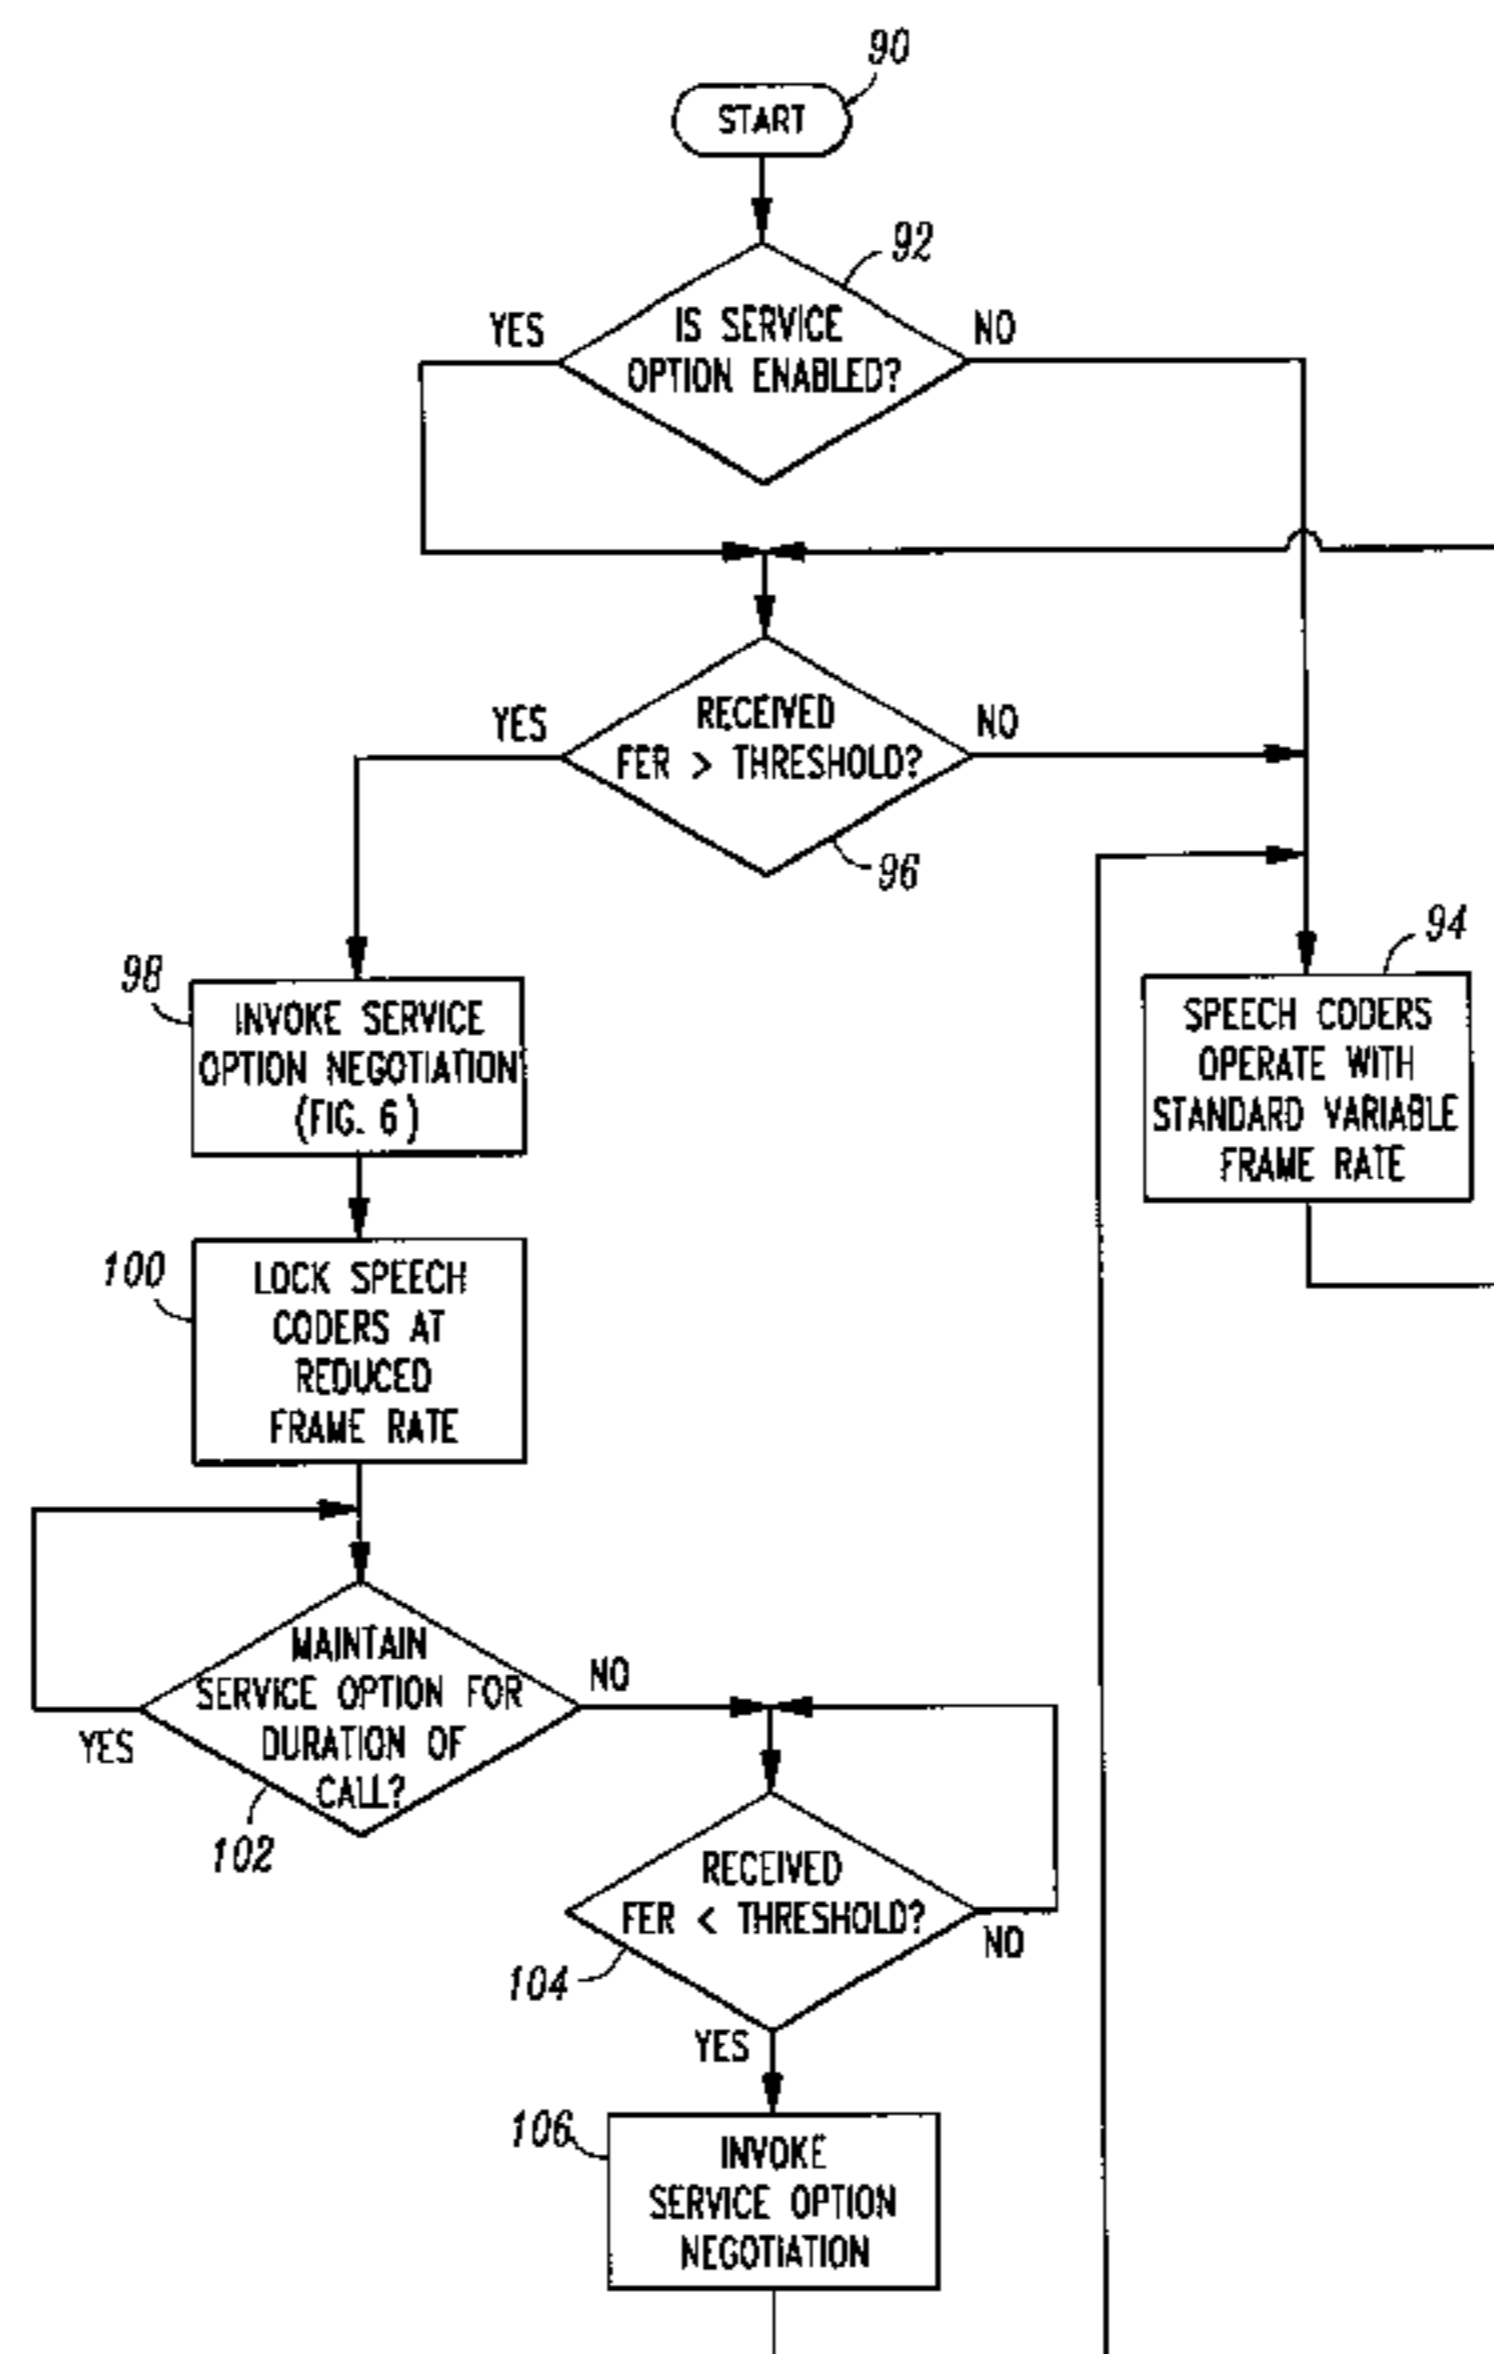 90
START
92
YES
IS SERVICE
OPTION ENABLED?
NO
YES
RECEIVED
FER > THRESHOLD?
NO
96
98
INVOKE SERVICE
OPTION NEGOTIATION
(FIG. 6)
94
SPEECH CODERS
OPERATE WITH
STANDARD VARIABLE
FRAME RATE
100
LOCK SPEECH
CODERS AT
REDUCED
FRAME RATE
MAINTAIN
SERVICE OPTION FOR
DURATION OF
CALL?
NO
YES
102
RECEIVED
FER < THRESHOLD?
NO
104
YES
106
INVOKE
SERVICE OPTION
NEGOTIATION